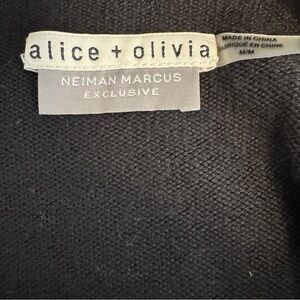 alice + olivia
NEIMAN MARCUS
EXCLUSIVE
MADE IN CHINA
FABRIQUÉ EN CHINE
M/M